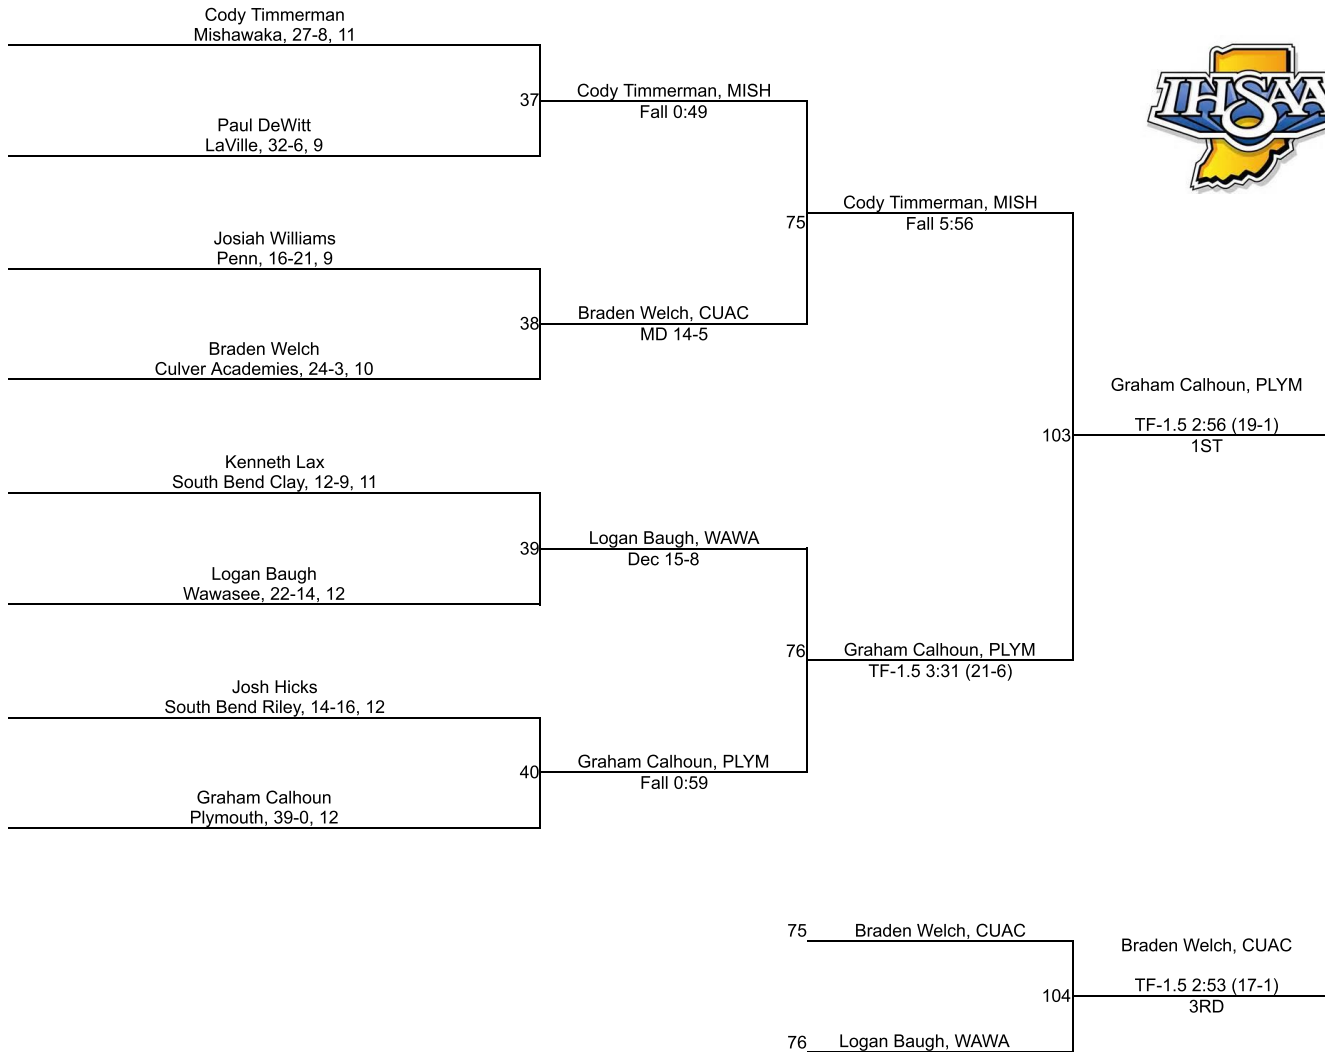 Cody Timmerman
Mishawaka, 27-8, 11
37
Cody Timmerman, MISH
Fall 0:49
Paul DeWitt
LaVille, 32-6, 9
IHSAA
Cody Timmerman, MISH
75
Fall 5:56
Josiah Williams
Penn, 16-21, 9
38
Braden Welch, CUAC
MD 14-5
Braden Welch
Culver Academies, 24-3, 10
Graham Calhoun, PLYM
103
TF-1.5 2:56 (19-1)
1ST
Kenneth Lax
South Bend Clay, 12-9, 11
39
Logan Baugh, WAWA
Dec 15-8
Logan Baugh
Wawasee, 22-14, 12
76
Graham Calhoun, PLYM
TF-1.5 3:31 (21-6)
Josh Hicks
South Bend Riley, 14-16, 12
40
Graham Calhoun, PLYM
Fall 0:59
Graham Calhoun
Plymouth, 39-0, 12
75
Braden Welch, CUAC
Braden Welch, CUAC
104
TF-1.5 2:53 (17-1)
3RD
76
Logan Baugh, WAWA